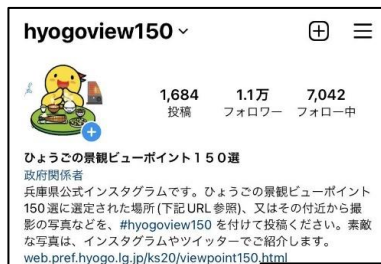 hyogoview150
1,684 1.1万 7,042
投稿 フォロワー フォロー中
ひょうごの景観ビューポイント１５０選
政府関係者
兵庫県公式インスタグラムです。ひょうごの景観ビューポイント
150選に選定された場所(下記URL参照)、又はその付近から撮
影の写真などを、#hyogoview150 を付けて投稿ください。素敵
な写真は、インスタグラムやツイッターでご紹介します。
web.pref.hyogo.lg.jp/ks20/viewpoint150.html